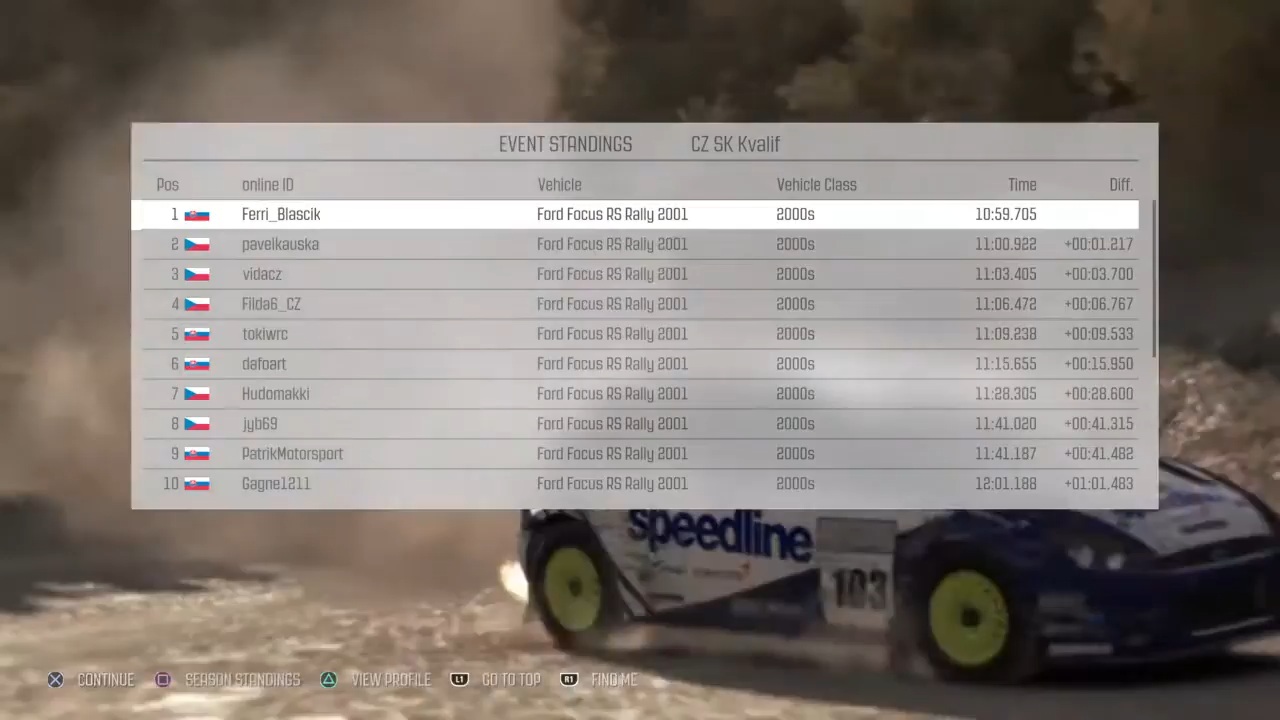 EVENT STANDINGS CZ SK Kvalif
Pos online ID Vehicle Vehicle Class Time Diff.
1 Ferri_Blascik Ford Focus RS Rally 2001 2000s 10:59.705
2 pavelkauska Ford Focus RS Rally 2001 2000s 11:00.922 +00:01.217
3 vidacz Ford Focus RS Rally 2001 2000s 11:03.405 +00:03.700
4 Filda6_CZ Ford Focus RS Rally 2001 2000s 11:06.472 +00:06.767
5 tokiwrc Ford Focus RS Rally 2001 2000s 11:09.238 +00:09.533
6 dafoart Ford Focus RS Rally 2001 2000s 11:15.655 +00:15.950
7 Hudomakki Ford Focus RS Rally 2001 2000s 11:28.305 +00:28.600
8 jyb69 Ford Focus RS Rally 2001 2000s 11:41.020 +00:41.315
9 PatrikMotorsport Ford Focus RS Rally 2001 2000s 11:41.187 +00:41.482
10 Gagne1211 Ford Focus RS Rally 2001 2000s 12:01.188 +01:01.483
speedline
103
CONTINUE SEASON STANDINGS VIEW PROFILE L1 GO TO TOP R1 FIND ME